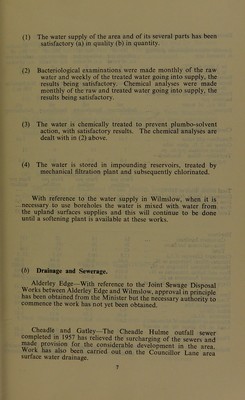 (1) The water supply of the area and of its several parts has been
satisfactory (a) in quality (b) in quantity.
(2) Bacteriological examinations were made monthly of the raw
water and weekly of the treated water going into supply, the
results being satisfactory. Chemical analyses were made
monthly of the raw and treated water going into supply, the
results being satisfactory.
(3) The water is chemically treated to prevent plumbo-solvent
action, with satisfactory results. The chemical analyses are
dealt with in (2) above.
(4) The water is stored in impounding reservoirs, treated by
mechanical filtration plant and subsequently chlorinated.
With reference to the water supply in Wilmslow, when it is
necessary to use boreholes the water is mixed with water from
the upland surfaces supplies and this will continue to be done
until a softening plant is available at these works.
(b) Drainage and Sewerage.
Alderley Edge—With reference to the Joint Sewage Disposal
Works between Alderley Edge and Wilmslow, approval in principle
has been obtained from the Minister but the necessary authority to
commence the work has not yet been obtained.
Cheadle and Gatley—The Cheadle Hulme outfall sewer
completed in 1957 has relieved the surcharging of the sewers and
made provision for the considerable development in the area.
Work has also been carried out on the Councillor Lane area
surface water drainage.
7